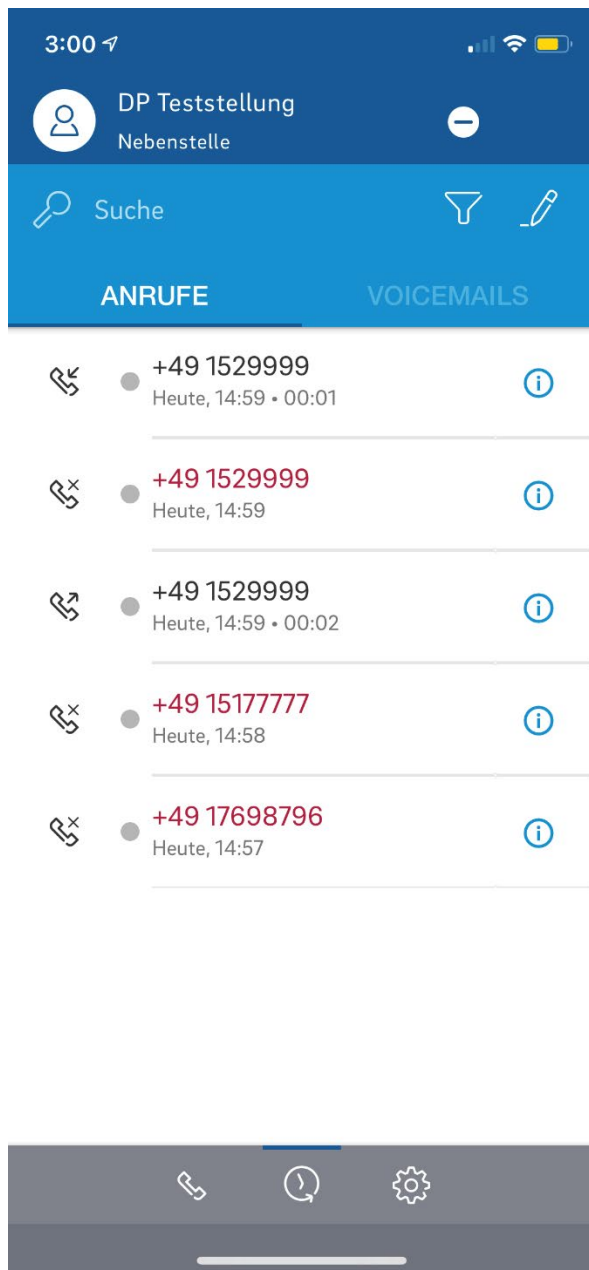 3:00
DP Teststellung
Nebenstelle
Suche
ANRUFE
VOICEMAILS
+49 1529999
Heute, 14:59 • 00:01
+49 1529999
Heute, 14:59
+49 1529999
Heute, 14:59 • 00:02
+49 15177777
Heute, 14:58
+49 17698796
Heute, 14:57